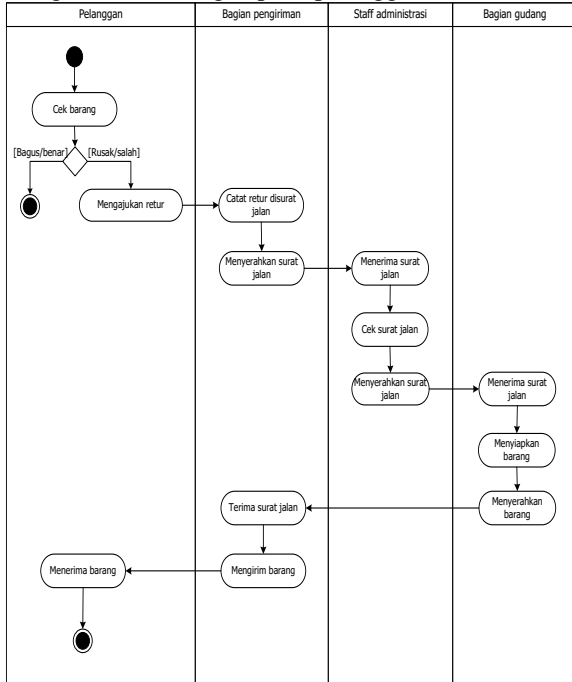 Pelanggan
Bagian pengiriman
Staff administrasi
Bagian gudang
Cek barang
[Bagus/benar]
[Rusak/salah]
Mengajukan retur
Catat retur disurat
jalan
Menyerahkan surat
jalan
Menerima surat
jalan
Cek surat jalan
Menyerahkan surat
jalan
Menerima surat
jalan
Menyiapkan
barang
Menyerahkan
barang
Terima surat jalan
Mengirim barang
Menerima barang